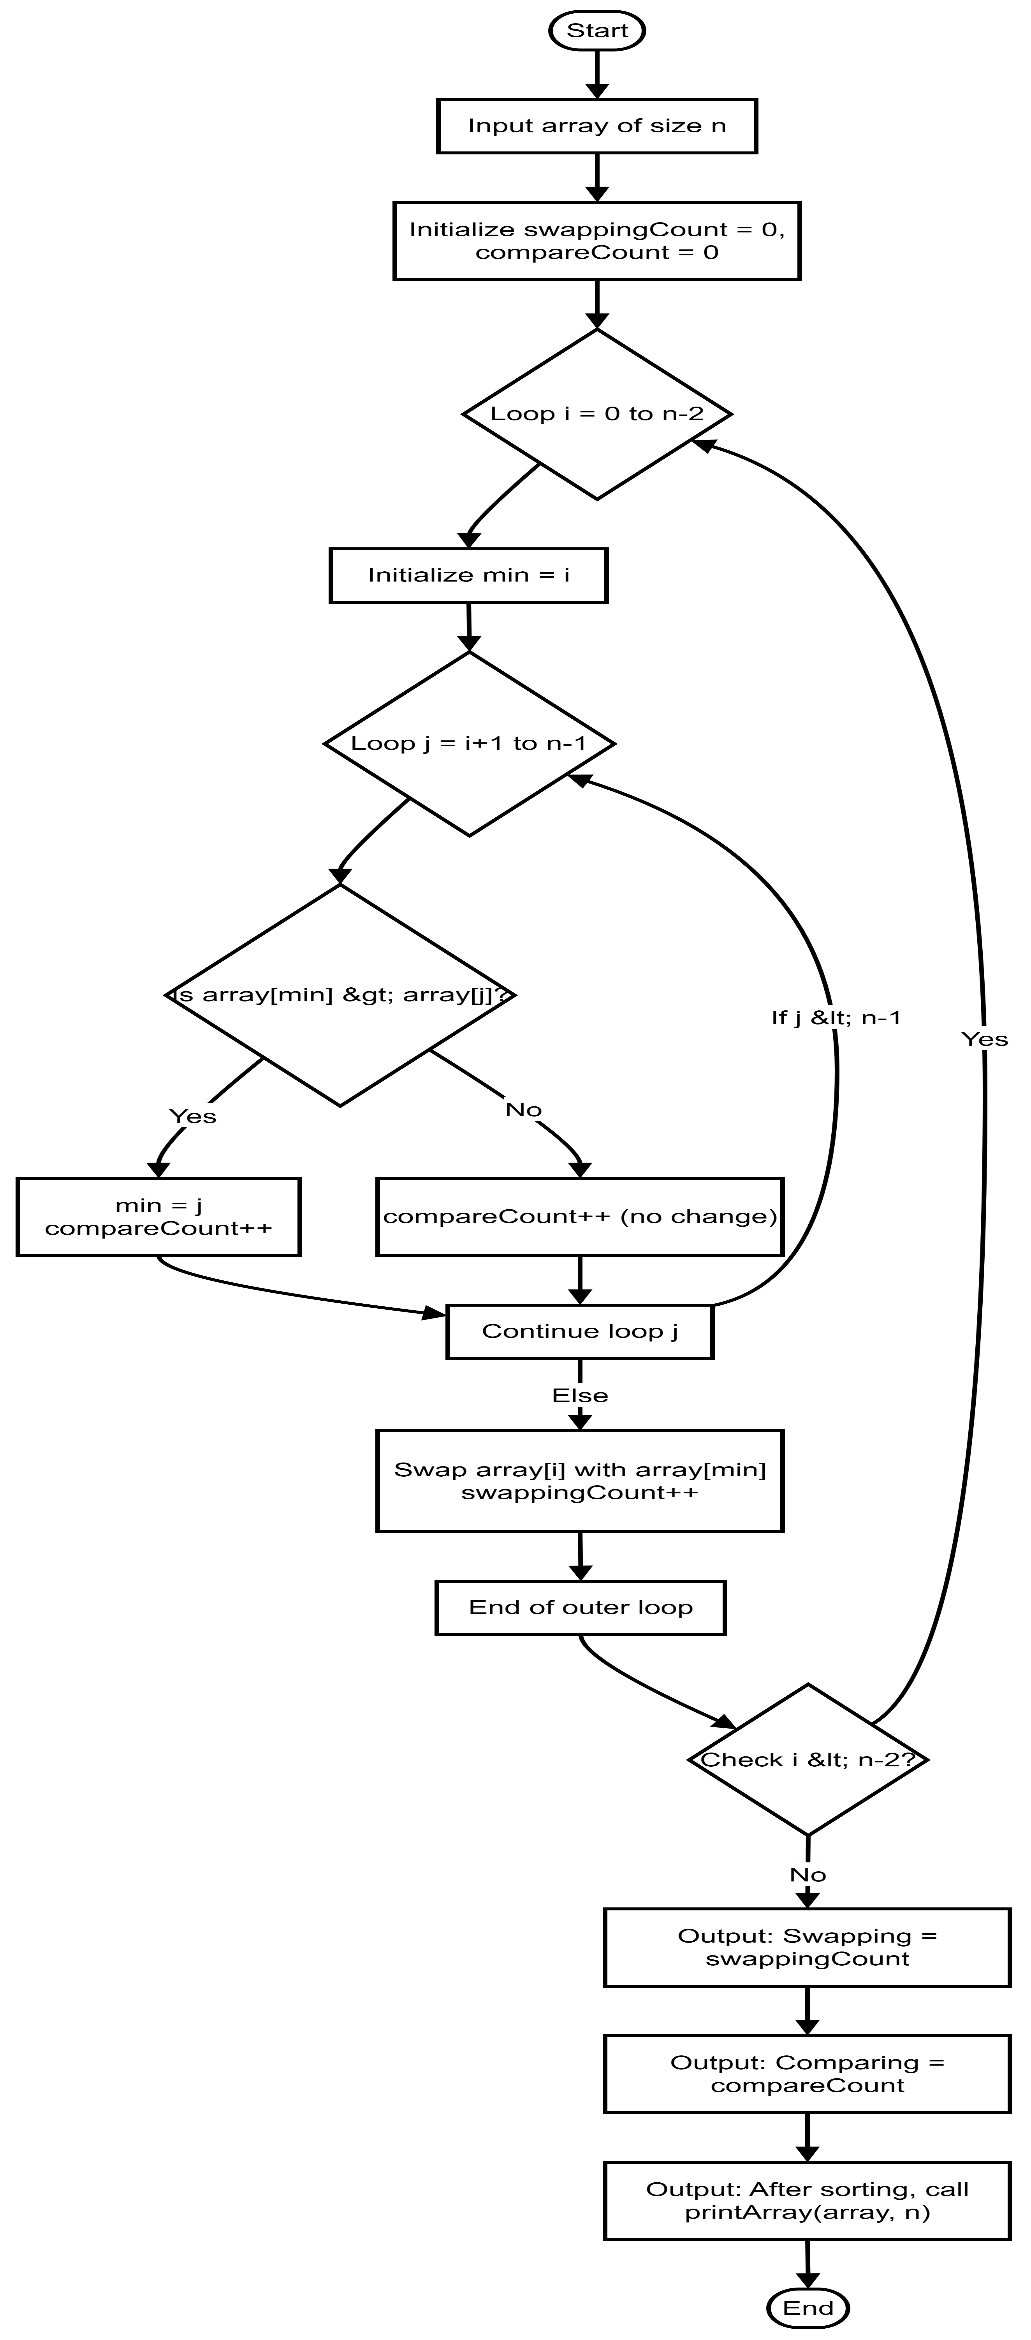 Start
Input array of size n
Initialize swappingCount = 0,
compareCount = 0
Loop i = 0 to n-2
Initialize min = i
Loop j = i+1 to n-1
Is array[min] &gt; array[j]?
If j &lt; n-1
Yes
Yes
No
min = j
compareCount++
compareCount++ (no change)
Continue loop j
Else
Swap array[i] with array[min]
swappingCount++
End of outer loop
Check i &lt; n-2?
No
Output: Swapping =
swappingCount
Output: Comparing =
compareCount
Output: After sorting, call
printArray(array, n)
End